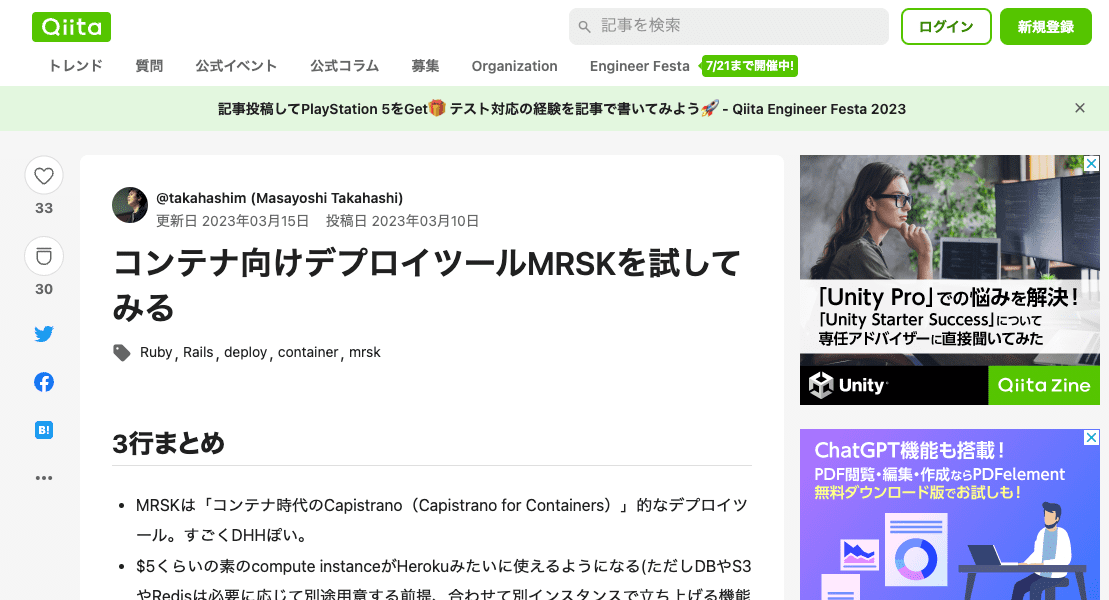 Qiita
記事を検索
ログイン
新規登録
トレンド 質問 公式イベント 公式コラム 募集 Organization Engineer Festa 7/21まで開催中!
記事投稿してPlayStation 5をGet🎁 テスト対応の経験を記事で書いてみよう🚀 - Qiita Engineer Festa 2023
33
30
B!
@takahashim (Masayoshi Takahashi)
更新日 2023年03月15日 投稿日 2023年03月10日
コンテナ向けデプロイツールMRSKを試して
みる
Ruby, Rails, deploy, container, mrsk
3行まとめ
• MRSKは「コンテナ時代のCapistrano（Capistrano for Containers）」的なデプロイツ
ール。すごくDHHぽい。
• $5くらいの素のcompute instanceがHerokuみたいに使えるようになる(ただしDBやS3
やRedisは必要に応じて別途用意する前提、合わせて別インスタンスで立ち上げる機能
「Unity Pro」での悩みを解決！
「Unity Starter Success」について
専任アドバイザーに直接聞いてみた
Unity
Qiita Zine
ChatGPT機能も搭載！
PDF閲覧・編集・作成ならPDFelement
無料ダウンロード版でお試しも！